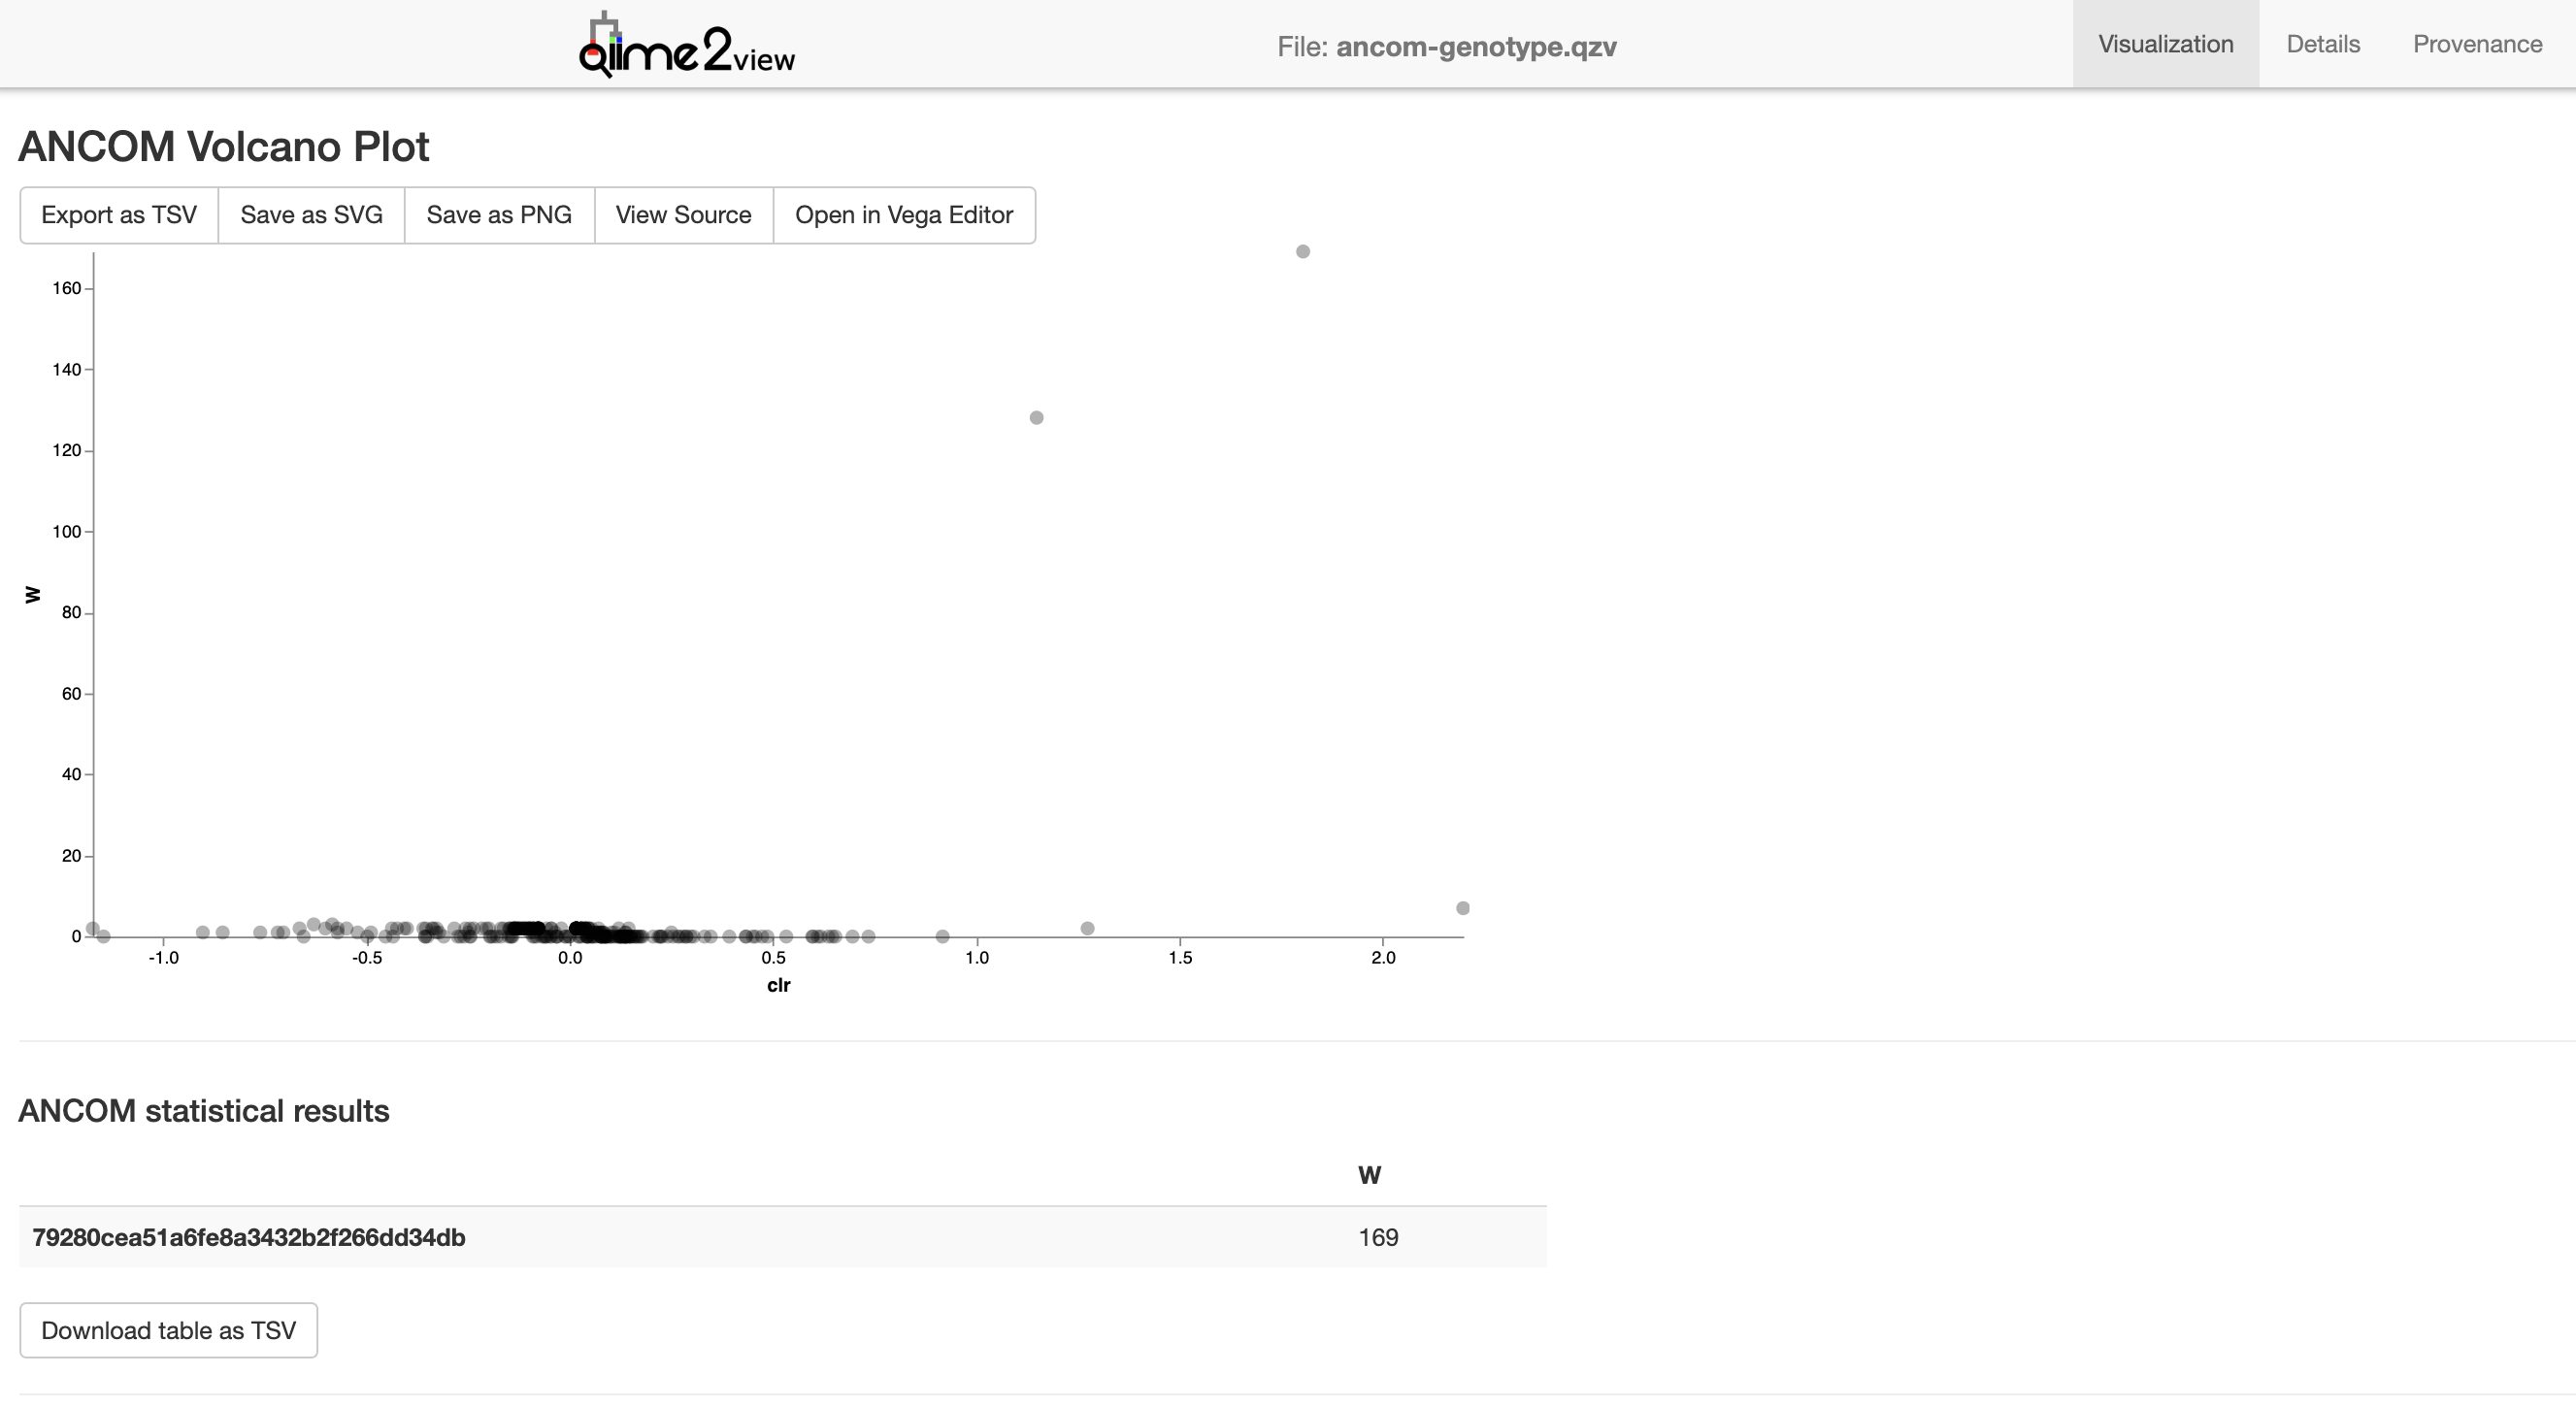 qiime2view
File: ancom-genotype.qzv
Visualization
Details
Provenance
ANCOM Volcano Plot
Export as TSV
Save as SVG
Save as PNG
View Source
Open in Vega Editor
160
140
120
100
80
60
40
20
0
W
-1.0
-0.5
0.0
0.5
1.0
1.5
2.0
clr
ANCOM statistical results
W
79280cea51a6fe8a3432b2f266dd34db
169
Download table as TSV